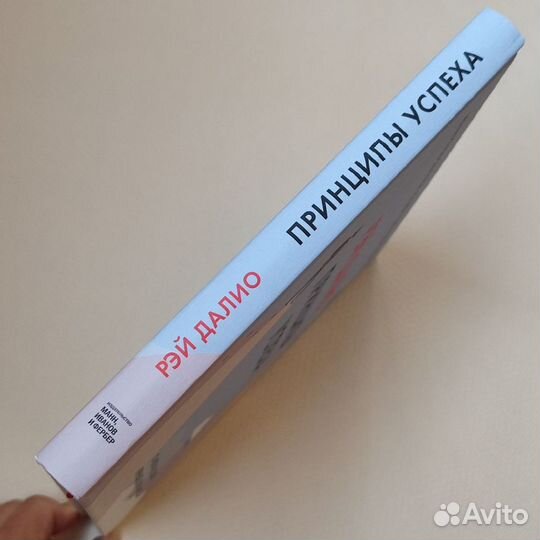 РЭЙ ДАЛИО
ПРИНЦИПЫ УСПЕХА
ИЗДАТЕЛЬСТВО
МАНН,
ИВАНОВ
И ФЕРБЕР
Avito